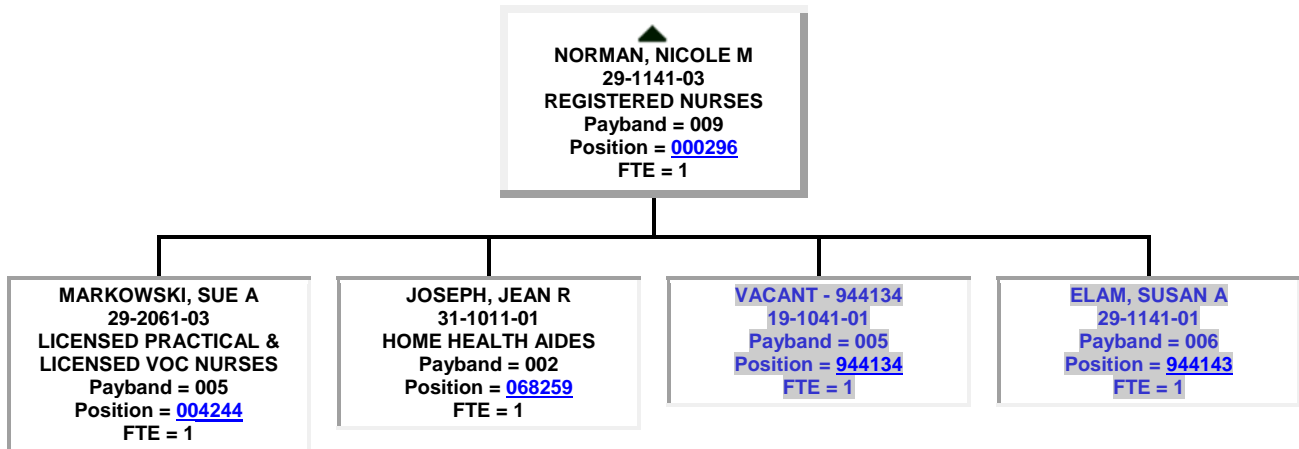 NORMAN, NICOLE M
29-1141-03
REGISTERED NURSES
Payband = 009
Position = 000296
FTE = 1
MARKOWSKI, SUE A
29-2061-03
LICENSED PRACTICAL &
LICENSED VOC NURSES
Payband = 005
Position = 004244
FTE = 1
JOSEPH, JEAN R
31-1011-01
HOME HEALTH AIDES
Payband = 002
Position = 068259
FTE = 1
VACANT - 944134
19-1041-01
Payband = 005
Position = 944134
FTE = 1
ELAM, SUSAN A
29-1141-01
Payband = 006
Position = 944143
FTE = 1